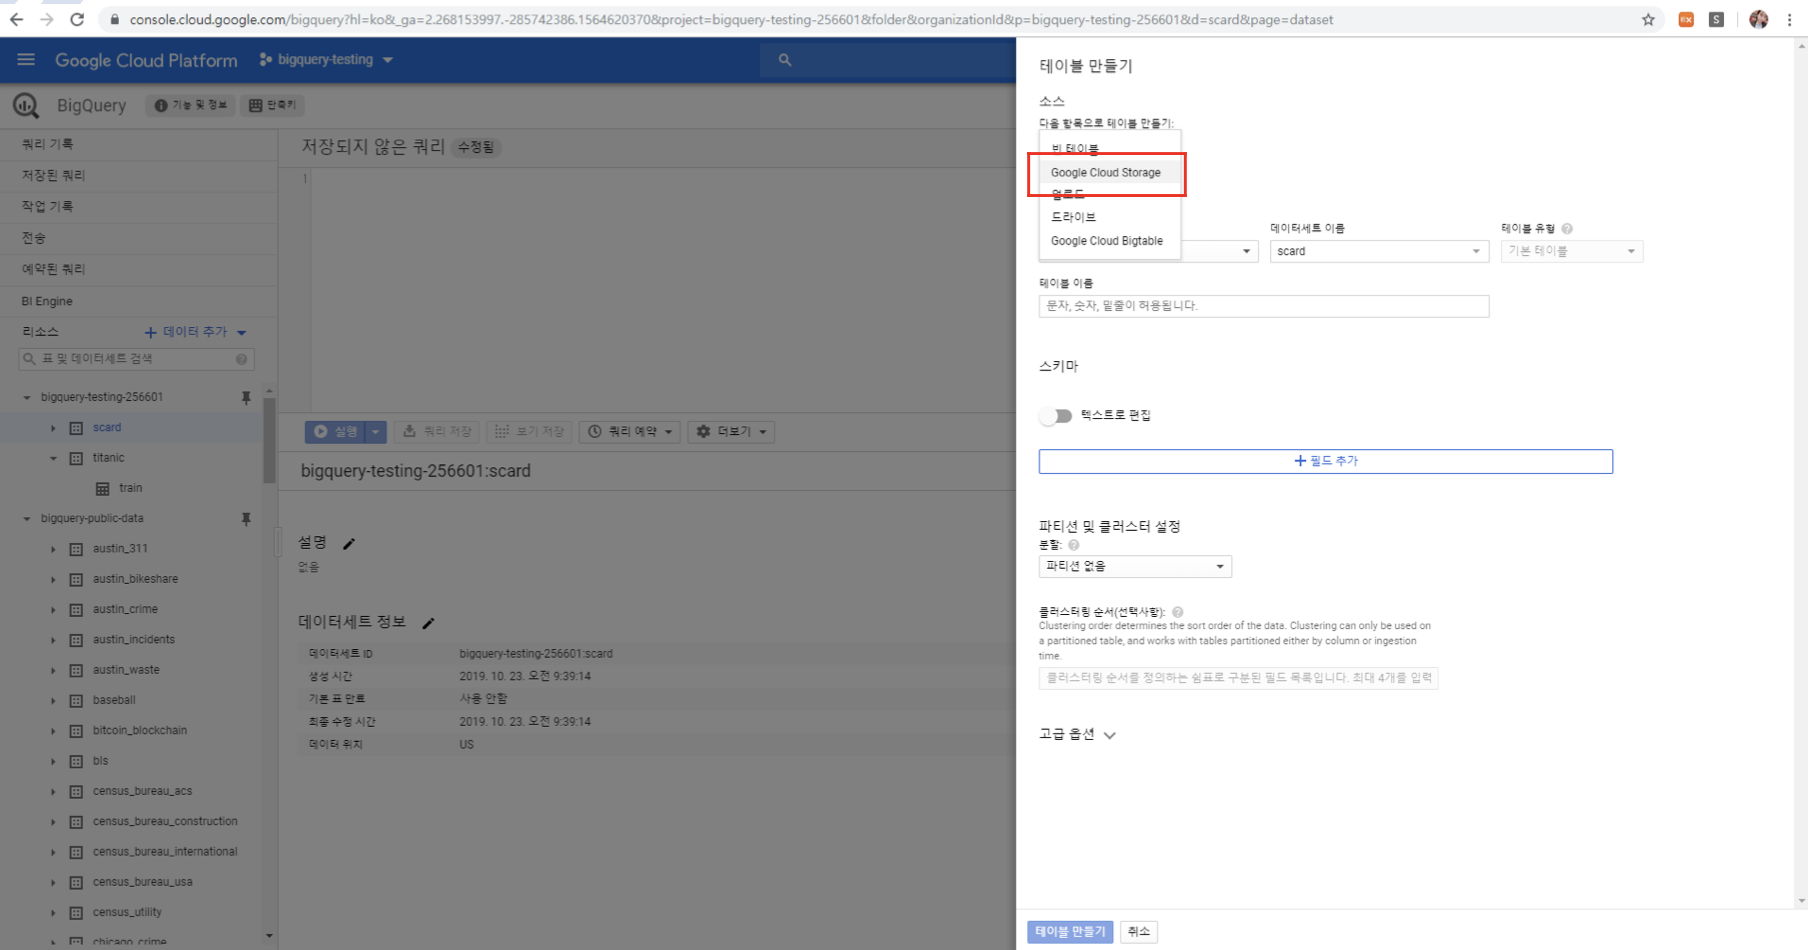 console.cloud.google.com/bigquery?hl=ko&_ga=2.268153997.-285742386.1564620370&project=bigquery-testing-256601&folder&organizationId&p=bigquery-testing-256601&d=scard&page=dataset
Google Cloud Platform
bigquery-testing
BigQuery
기능 및 정보
단축키
쿼리 기록
저장된 쿼리
작업 기록
전송
예약된 쿼리
BI Engine
리소스
데이터 추가
표 및 데이터세트 검색
bigquery-testing-256601
scard
titanic
train
bigquery-public-data
austin_311
austin_bikeshare
austin_crime
austin_incidents
austin_waste
baseball
bitcoin_blockchain
bls
census_bureau_acs
census_bureau_construction
census_bureau_international
census_bureau_usa
census_utility
chicago_crime
저장되지 않은 쿼리 수정됨
1
실행
쿼리 저장
보기 저장
쿼리 예약
더보기
bigquery-testing-256601:scard
설명
없음
데이터세트 정보
데이터세트 ID bigquery-testing-256601:scard
생성 시간 2019. 10. 23. 오전 9:39:14
기본 표 만료 사용 안함
최종 수정 시간 2019. 10. 23. 오전 9:39:14
데이터 위치 US
테이블 만들기
소스
다음 항목으로 테이블 만들기:
빈 테이블
Google Cloud Storage
업로드
드라이브
Google Cloud Bigtable
데이터세트 이름
scard
테이블 유형
기본 테이블
테이블 이름
문자, 숫자, 밑줄이 허용됩니다.
스키마
텍스트로 편집
+ 필드 추가
파티션 및 클러스터 설정
분할:
파티션 없음
클러스터링 순서(선택사항):
Clustering order determines the sort order of the data. Clustering can only be used on
a partitioned table, and works with tables partitioned either by column or ingestion
time.
클러스터링 순서를 정의하는 쉼표로 구분된 필드 목록입니다. 최대 4개를 입력
고급 옵션
테이블 만들기
취소